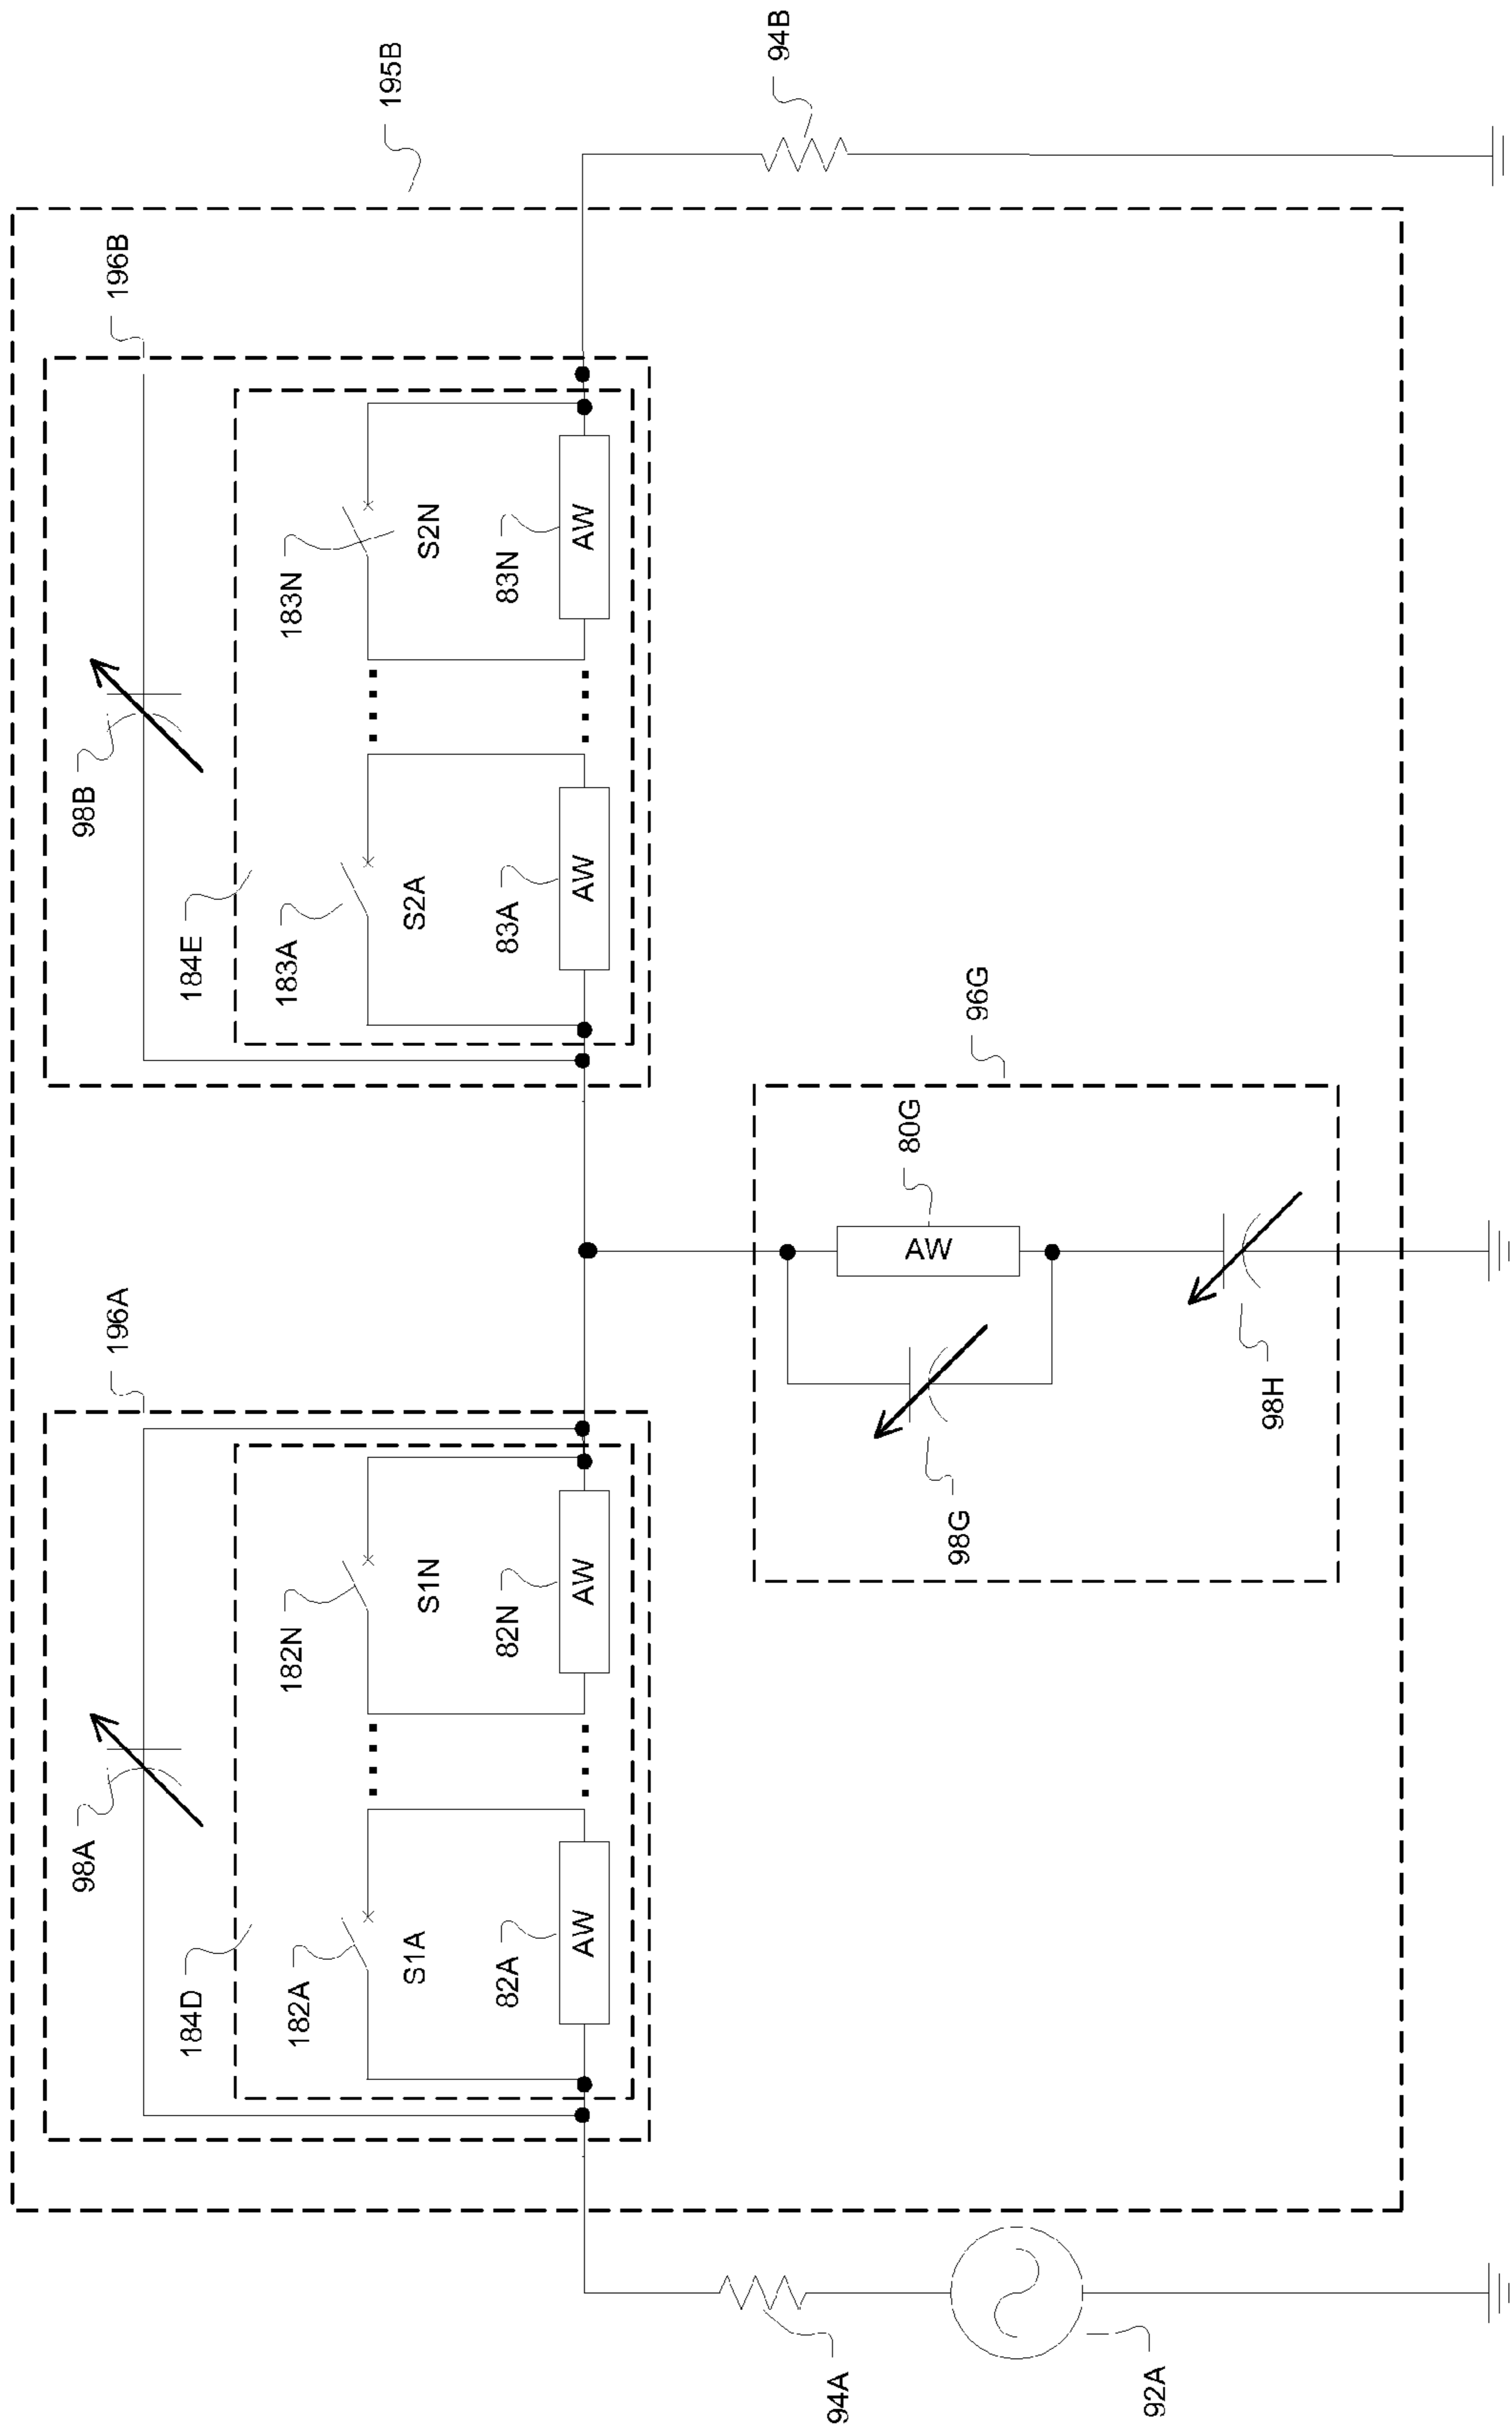 195B
196A
196B
98A
98B
184D
184E
182A
182N
183A
183N
S1A
S1N
S2A
S2N
82A
82N
83A
83N
AW
AW
AW
AW
94A
94B
96G
98G
80G
AW
92A
98H